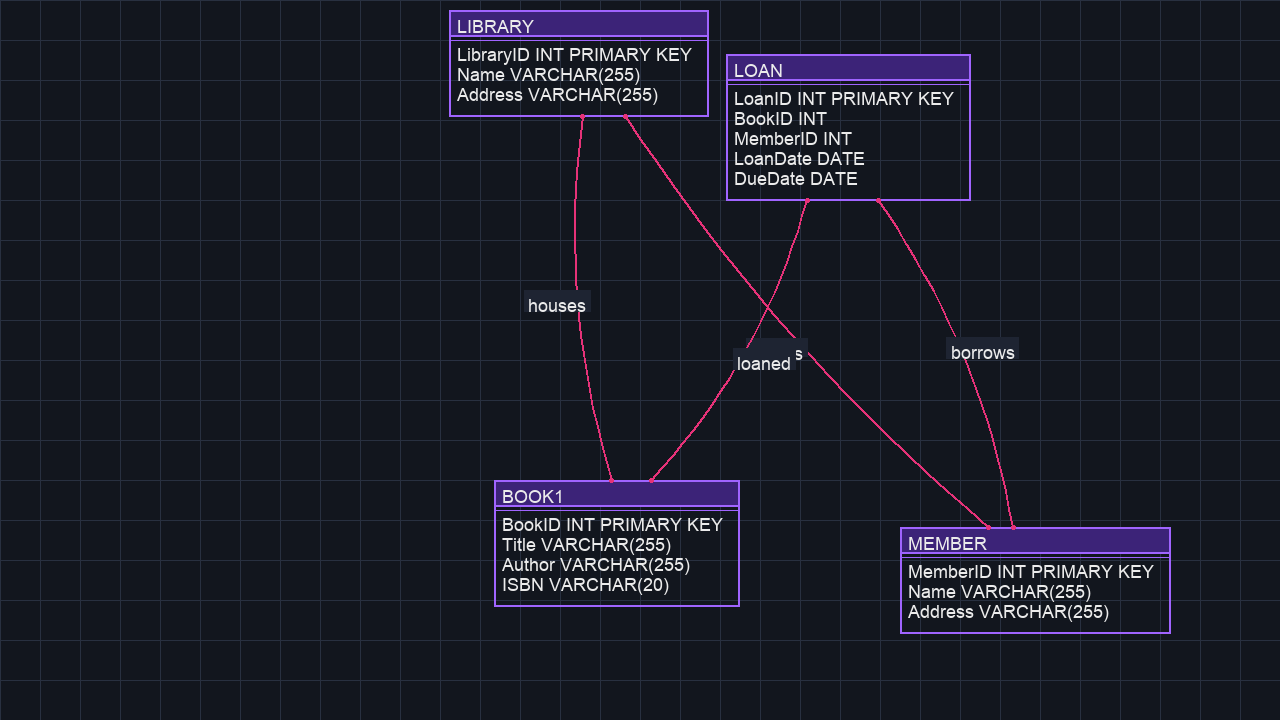 LIBRARY
LibraryID INT PRIMARY KEY
Name VARCHAR(255)
Address VARCHAR(255)
LOAN
LoanID INT PRIMARY KEY
BookID INT
MemberID INT
LoanDate DATE
DueDate DATE
houses
loaned
borrows
BOOK1
BookID INT PRIMARY KEY
Title VARCHAR(255)
Author VARCHAR(255)
ISBN VARCHAR(20)
MEMBER
MemberID INT PRIMARY KEY
Name VARCHAR(255)
Address VARCHAR(255)